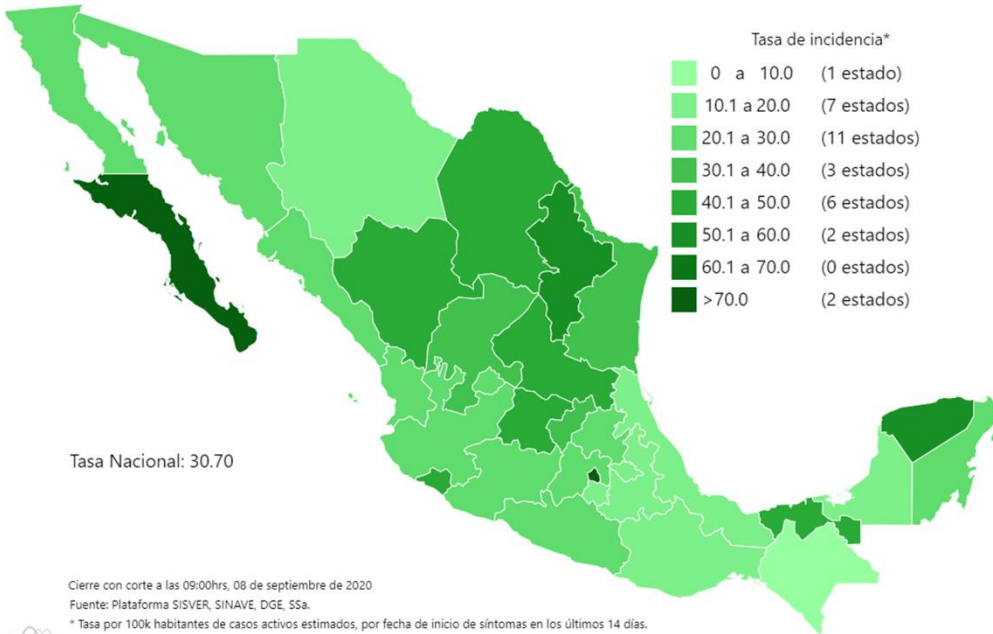 Tasa de incidencia*
0 a 10.0 (1 estado)
10.1 a 20.0 (7 estados)
20.1 a 30.0 (11 estados)
30.1 a 40.0 (3 estados)
40.1 a 50.0 (6 estados)
50.1 a 60.0 (2 estados)
60.1 a 70.0 (0 estados)
>70.0 (2 estados)
Tasa Nacional: 30.70
Cierre con corte a las 09:00hrs, 08 de septiembre de 2020
Fuente: Plataforma SISVER, SINAVE, DGE, SSa.
* Tasa por 100k habitantes de casos activos estimados, por fecha de inicio de síntomas en los últimos 14 días.